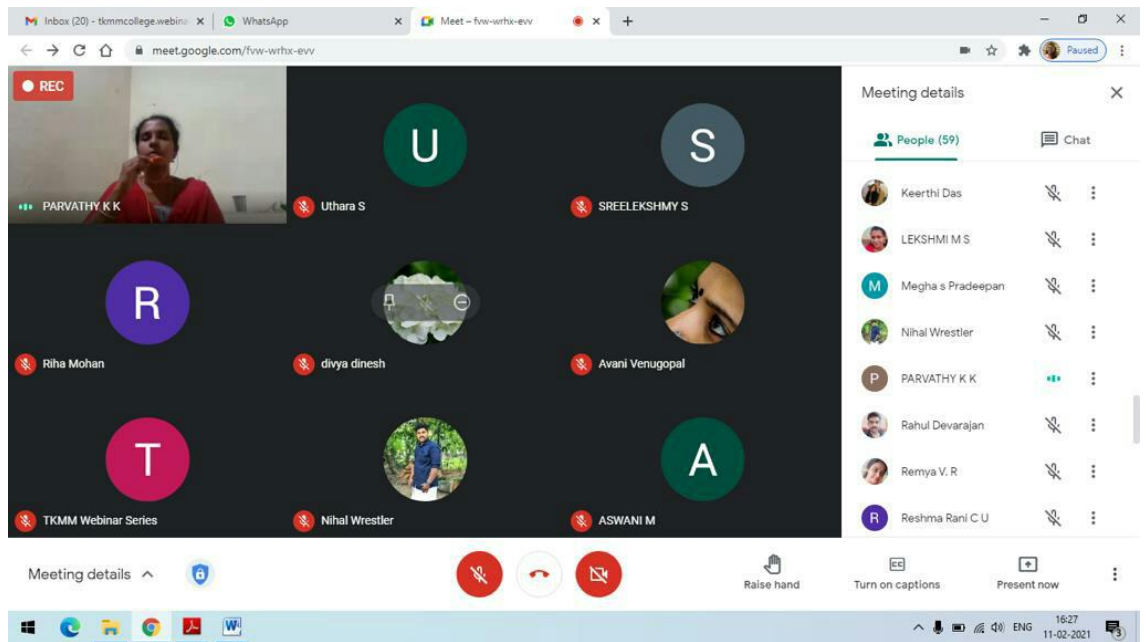 Inbox (20) - tkmmcollege.webina
WhatsApp
Meet – fvw-wrhx-evv
meet.google.com/fvw-wrhx-evv
Paused
REC
PARVATHY K K
U
Uthara S
S
SREELEKSHMY S
R
Riha Mohan
divya dinesh
Avani Venugopal
T
TKMM Webinar Series
Nihal Wrestler
A
ASWANI M
Meeting details
People (59)
Chat
Keerthi Das
LEKSHMI M S
M
Megha s Pradeepan
Nihal Wrestler
P
PARVATHY K K
Rahul Devarajan
Remya V. R
R
Reshma Rani C U
Meeting details
Raise hand
CC
Turn on captions
Present now
ENG
16:27
11-02-2021
3